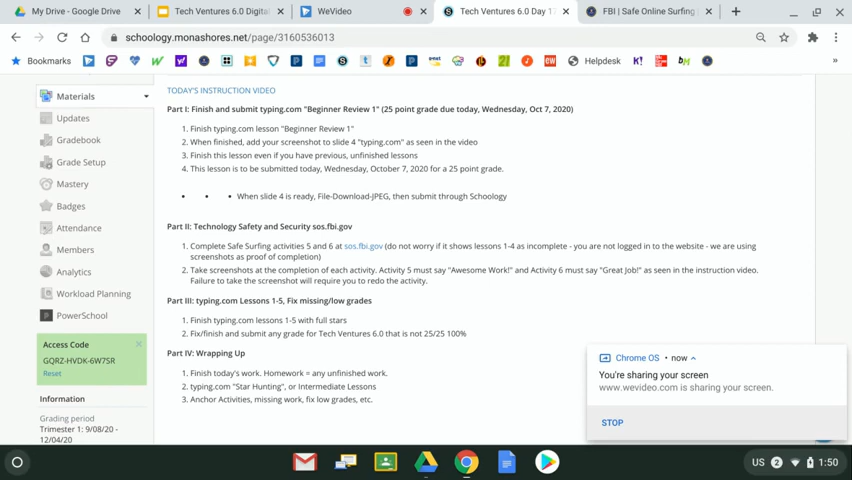 My Drive - Google Drive
Tech Ventures 6.0 Digital
WeVideo
Tech Ventures 6.0 Day 17
FBI | Safe Online Surfing
schoology.monashores.net/page/3160536013
Bookmarks
Helpdesk
Materials
Updates
Gradebook
Grade Setup
Mastery
Badges
Attendance
Members
Analytics
Workload Planning
PowerSchool
Access Code
GQRZ-HVDK-6W7SR
Reset
Information
Grading period
Trimester 1: 9/08/20 -
12/04/20
TODAY'S INSTRUCTION VIDEO
Part I: Finish and submit typing.com "Beginner Review 1" (25 point grade due today, Wednesday, Oct 7, 2020)
1. Finish typing.com lesson "Beginner Review 1"
2. When finished, add your screenshot to slide 4 "typing.com" as seen in the video
3. Finish this lesson even if you have previous, unfinished lessons
4. This lesson is to be submitted today, Wednesday, October 7, 2020 for a 25 point grade.
• • • When slide 4 is ready, File-Download-JPEG, then submit through Schoology
Part II: Technology Safety and Security sos.fbi.gov
1. Complete Safe Surfing activities 5 and 6 at sos.fbi.gov (do not worry if it shows lessons 1-4 as incomplete - you are not logged in to the website - we are using
screenshots as proof of completion)
2. Take screenshots at the completion of each activity. Activity 5 must say "Awesome Work!" and Activity 6 must say "Great Job!" as seen in the instruction video.
Failure to take the screenshot will require you to redo the activity.
Part III: typing.com Lessons 1-5, Fix missing/low grades
1. Finish typing.com lessons 1-5 with full stars
2. Fix/finish and submit any grade for Tech Ventures 6.0 that is not 25/25 100%
Part IV: Wrapping Up
1. Finish today's work. Homework = any unfinished work.
2. typing.com "Star Hunting", or Intermediate Lessons
3. Anchor Activities, missing work, fix low grades, etc.
Chrome OS • now
You're sharing your screen
www.wevideo.com is sharing your screen.
STOP
US 2 1:50